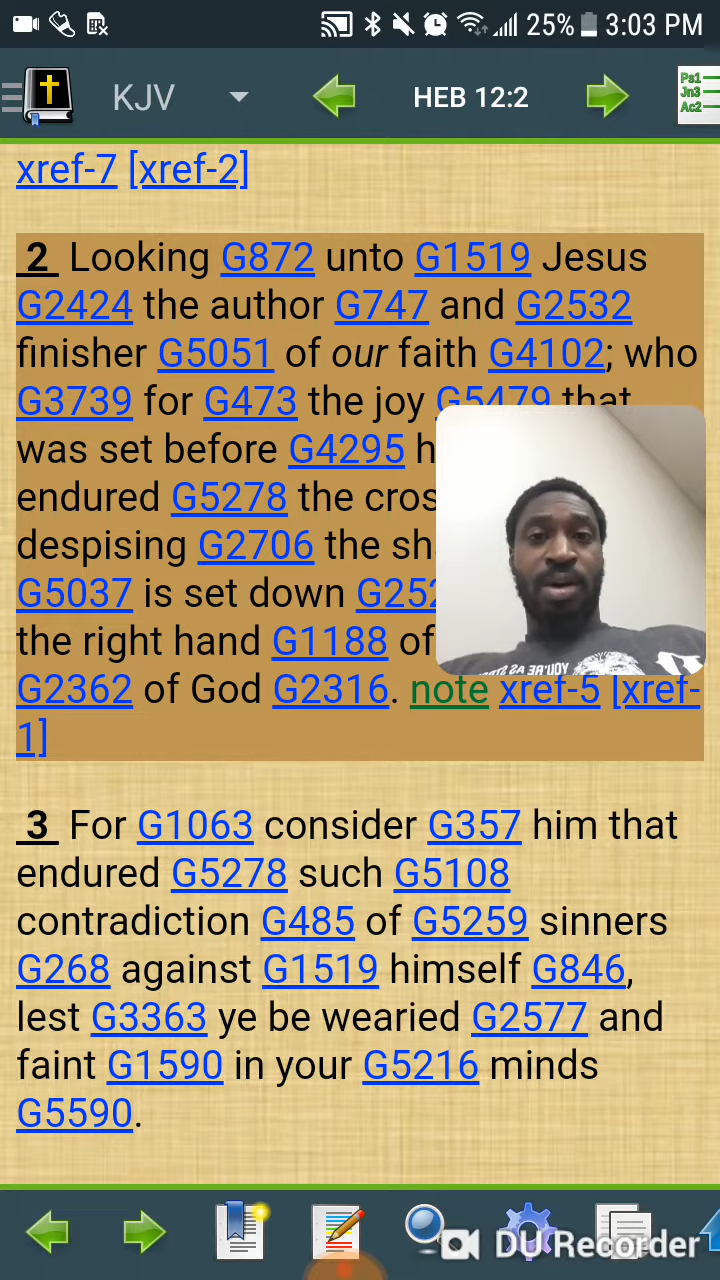 25% 3:03 PM
KJV HEB 12:2
Ps1
Jn3
Ac2
xref-7 [xref-2]
2 Looking G872 unto G1519 Jesus
G2424 the author G747 and G2532
finisher G5051 of our faith G4102; who
G3739 for G473 the joy G5479 that
was set before G4295 h
endured G5278 the cros
despising G2706 the sh
G5037 is set down G252
the right hand G1188 of
G2362 of God G2316. note xref-5 [xref-
1]
3 For G1063 consider G357 him that
endured G5278 such G5108
contradiction G485 of G5259 sinners
G268 against G1519 himself G846,
lest G3363 ye be wearied G2577 and
faint G1590 in your G5216 minds
G5590.
DU Recorder